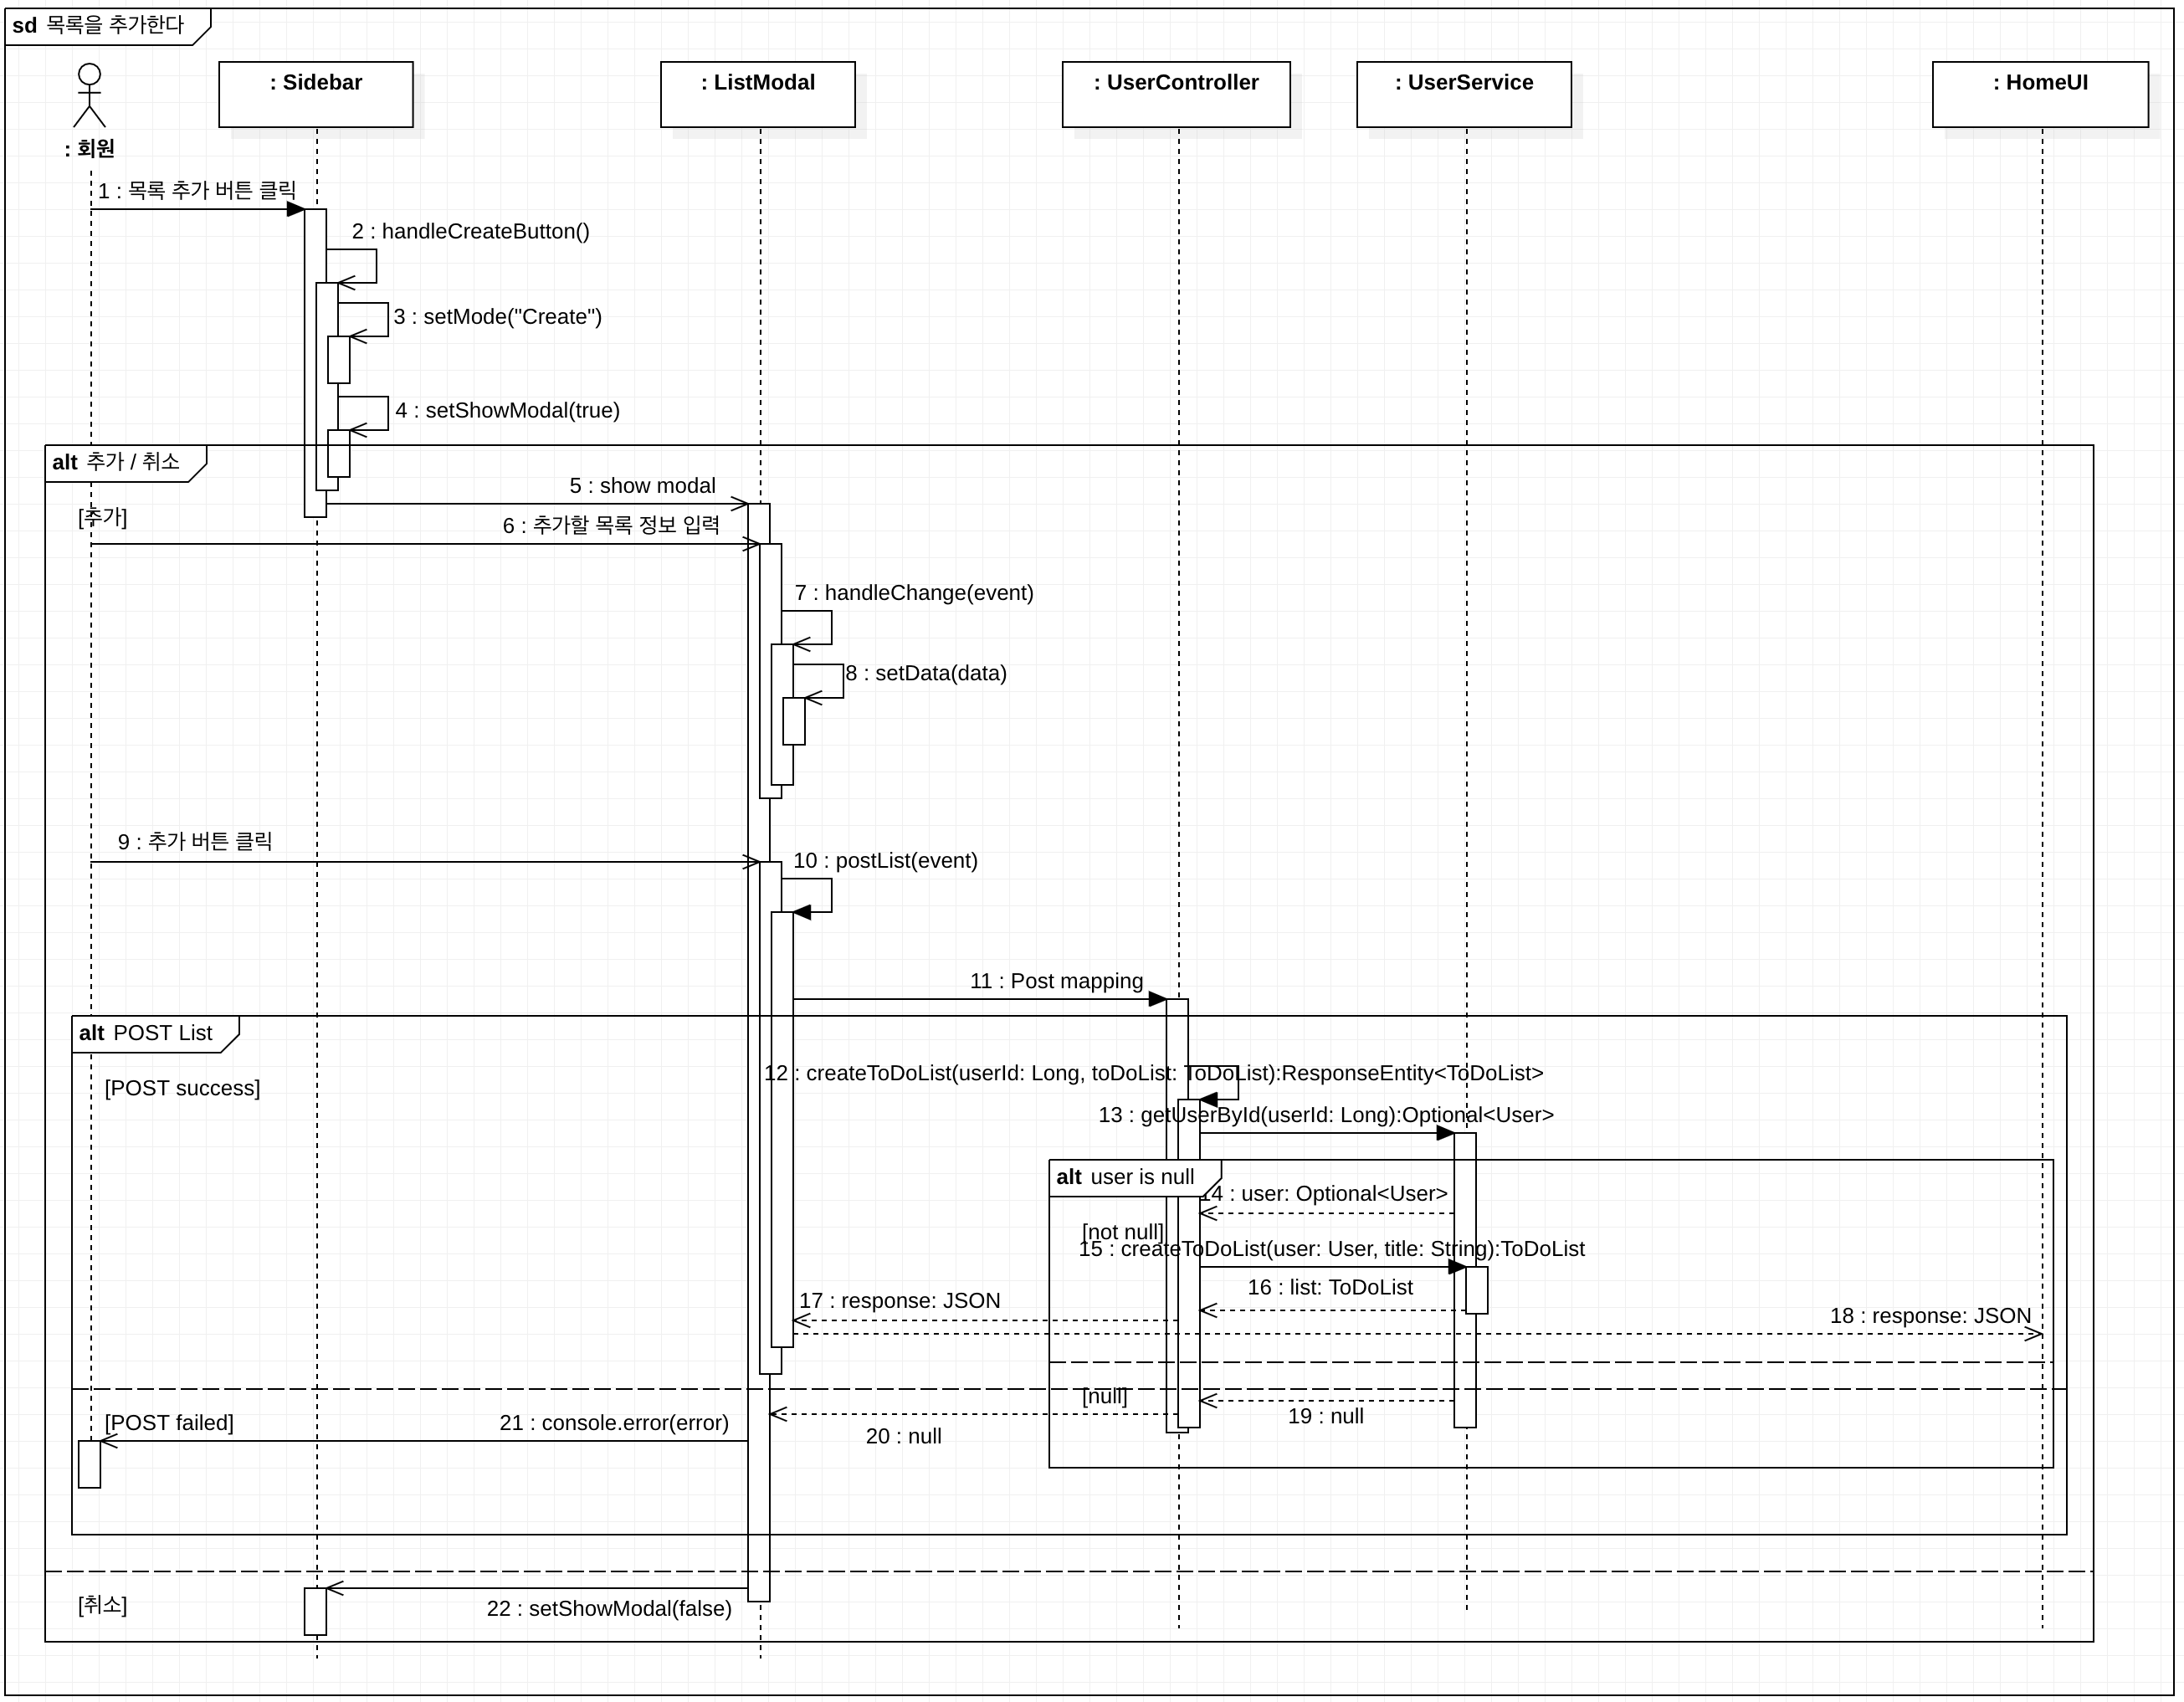 sd 목록을 추가한다
: 회원
: Sidebar
: ListModal
: UserController
: UserService
: HomeUI
1 : 목록 추가 버튼 클릭
2 : handleCreateButton()
3 : setMode("Create")
4 : setShowModal(true)
alt 추가 / 취소
5 : show modal
[추가]
6 : 추가할 목록 정보 입력
7 : handleChange(event)
8 : setData(data)
9 : 추가 버튼 클릭
10 : postList(event)
11 : Post mapping
alt POST List
12 : createToDoList(userId: Long, toDoList: ToDoList):ResponseEntity<ToDoList>
[POST success]
13 : getUserById(userId: Long):Optional<User>
alt user is null
14 : user: Optional<User>
[not null]
15 : createToDoList(user: User, title: String):ToDoList
16 : list: ToDoList
17 : response: JSON
18 : response: JSON
[null]
19 : null
[POST failed]
21 : console.error(error)
20 : null
[취소]
22 : setShowModal(false)